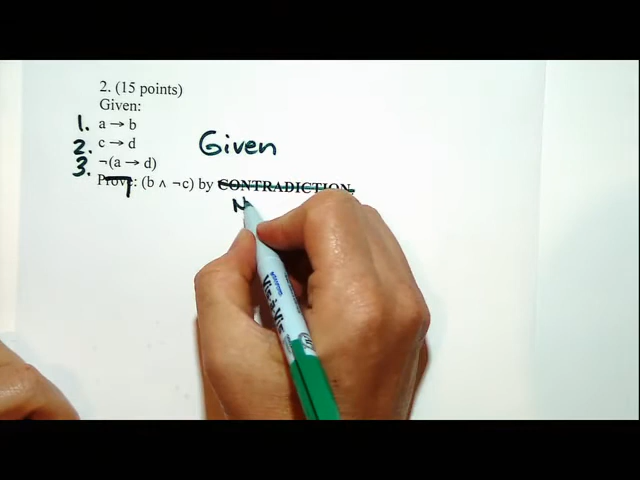 2. (15 points)
Given:
1. a → b
2. c → d
Given
3. ¬(a → d)
Prove: (b ∧ ¬c) by CONTRADICTION.
¬
N